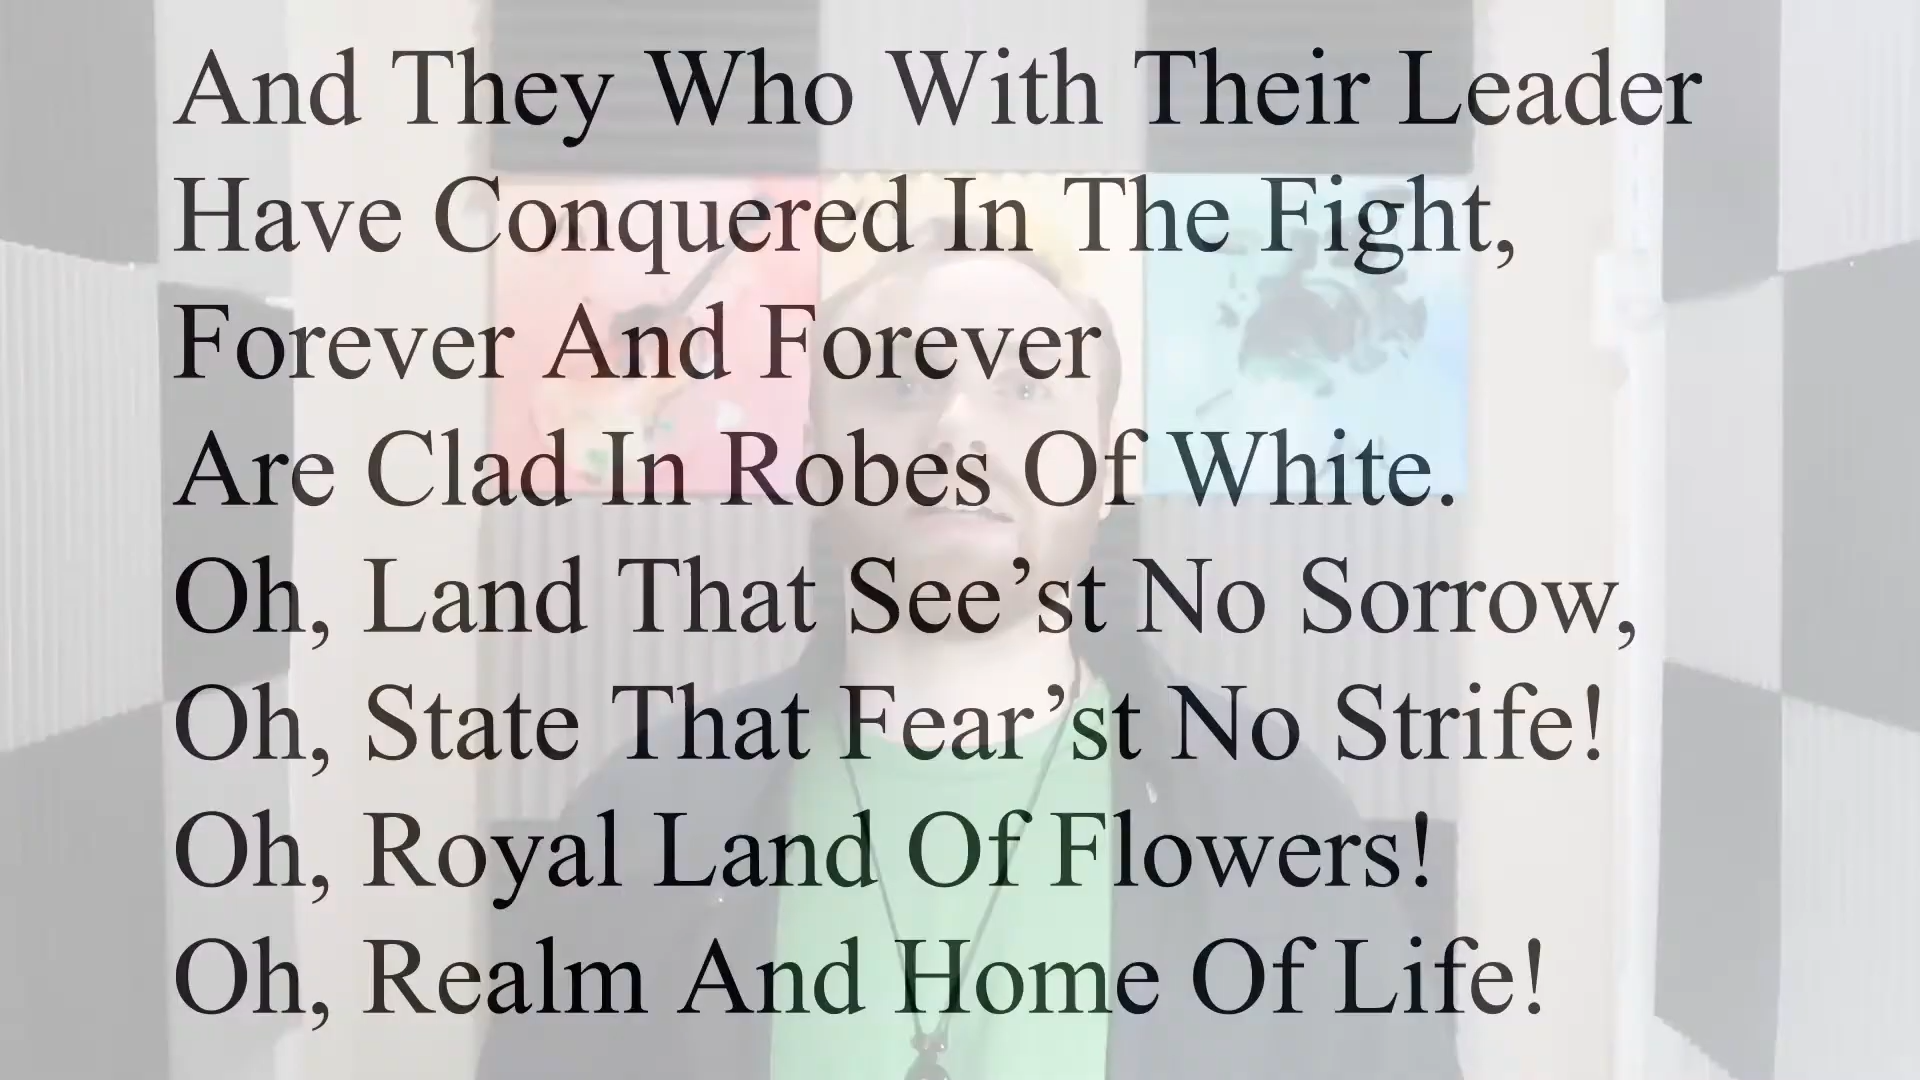 And They Who With Their Leader
Have Conquered In The Fight,
Forever And Forever
Are Clad In Robes Of White.
Oh, Land That See’st No Sorrow,
Oh, State That Fear’st No Strife!
Oh, Royal Land Of Flowers!
Oh, Realm And Home Of Life!